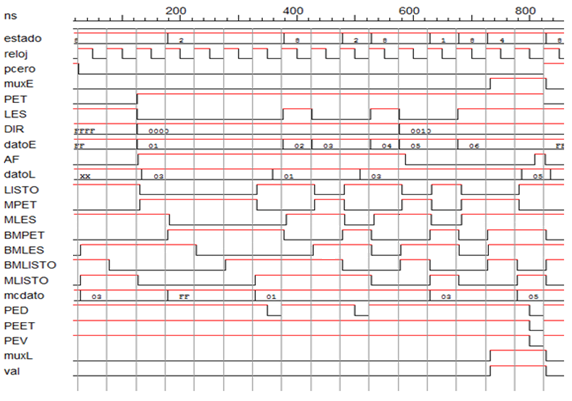 ns
200 400 600 800
estado 2 8 2 8 1 8 4 8
reloj
pcero
muxE
PET
LES
DIR FFFF 0000 0010
datoE FF 01 02 03 04 05 06 FF
AF
datoL XX 03 01 03 05
LISTO
MPET
MLES
BMPET
BMLES
BMLISTO
MLISTO
mcdato 03 FF 01 03 05
PED
PEET
PEV
muxL
val